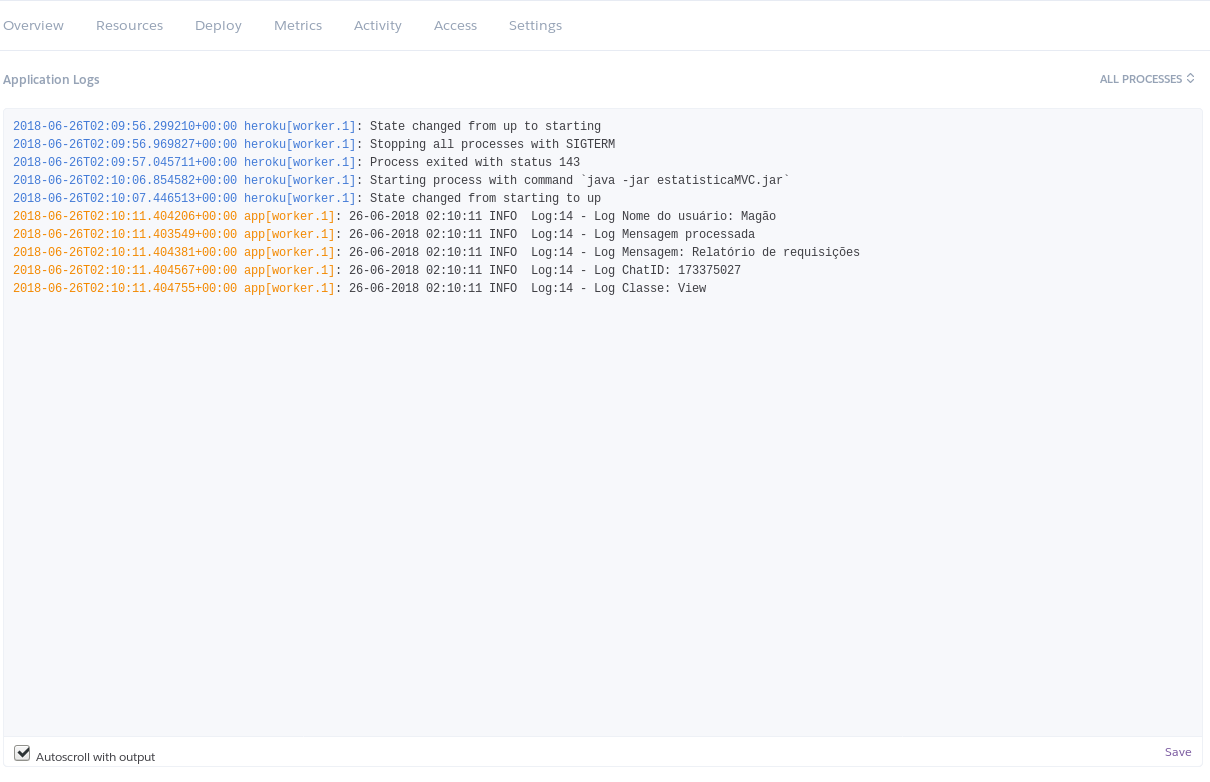 Overview Resources Deploy Metrics Activity Access Settings
Application Logs ALL PROCESSES
2018-06-26T02:09:56.299210+00:00 heroku[worker.1]: State changed from up to starting
2018-06-26T02:09:56.969827+00:00 heroku[worker.1]: Stopping all processes with SIGTERM
2018-06-26T02:09:57.045711+00:00 heroku[worker.1]: Process exited with status 143
2018-06-26T02:10:06.854582+00:00 heroku[worker.1]: Starting process with command `java -jar estatisticaMVC.jar`
2018-06-26T02:10:07.446513+00:00 heroku[worker.1]: State changed from starting to up
2018-06-26T02:10:11.404206+00:00 app[worker.1]: 26-06-2018 02:10:11 INFO  Log:14 - Log Nome do usuário: Magão
2018-06-26T02:10:11.403549+00:00 app[worker.1]: 26-06-2018 02:10:11 INFO  Log:14 - Log Mensagem processada
2018-06-26T02:10:11.404381+00:00 app[worker.1]: 26-06-2018 02:10:11 INFO  Log:14 - Log Mensagem: Relatório de requisições
2018-06-26T02:10:11.404567+00:00 app[worker.1]: 26-06-2018 02:10:11 INFO  Log:14 - Log ChatID: 173375027
2018-06-26T02:10:11.404755+00:00 app[worker.1]: 26-06-2018 02:10:11 INFO  Log:14 - Log Classe: View
Autoscroll with output Save